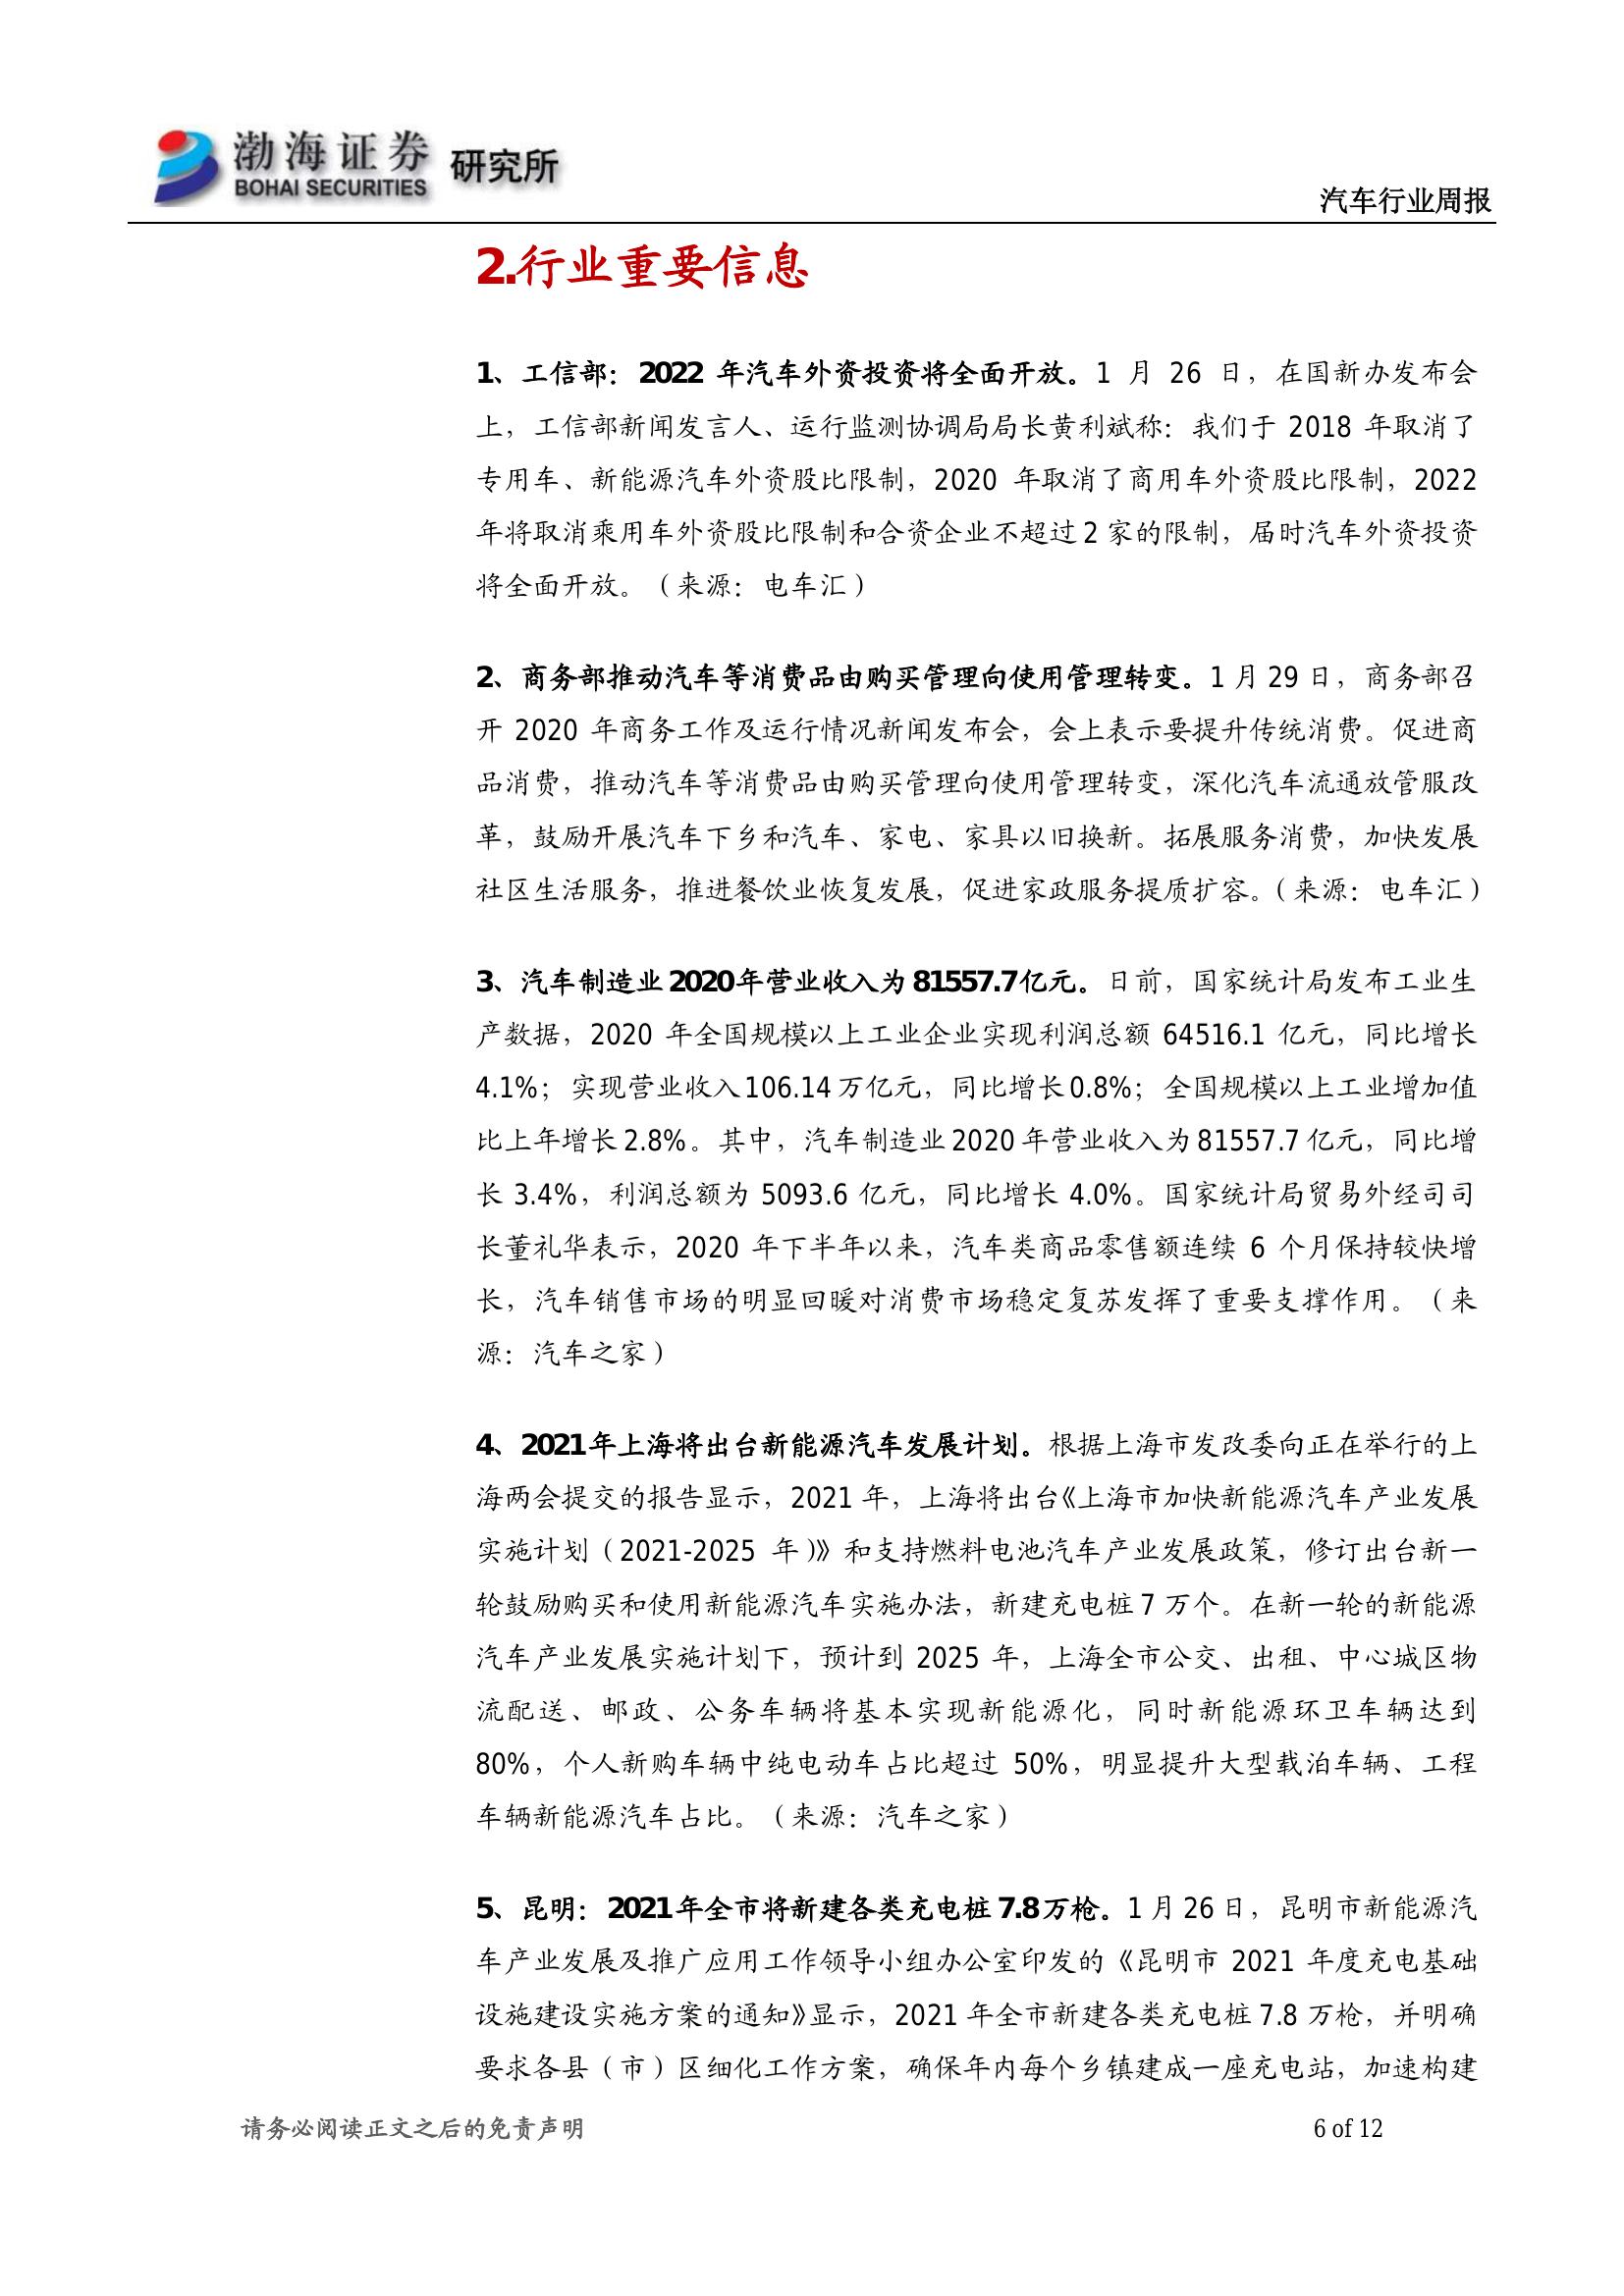 渤海证券 研究所
BOHAI SECURITIES
汽车行业周报
2.行业重要信息
1、工信部：2022 年汽车外资投资将全面开放。1 月 26 日，在国新办发布会
上，工信部新闻发言人、运行监测协调局局长黄利斌称：我们于 2018 年取消了
专用车、新能源汽车外资股比限制，2020 年取消了商用车外资股比限制，2022
年将取消乘用车外资股比限制和合资企业不超过 2 家的限制，届时汽车外资投资
将全面开放。（来源：电车汇）
2、商务部推动汽车等消费品由购买管理向使用管理转变。1 月 29 日，商务部召
开 2020 年商务工作及运行情况新闻发布会，会上表示要提升传统消费。促进商
品消费，推动汽车等消费品由购买管理向使用管理转变，深化汽车流通放管服改
革，鼓励开展汽车下乡和汽车、家电、家具以旧换新。拓展服务消费，加快发展
社区生活服务，推进餐饮业恢复发展，促进家政服务提质扩容。（来源：电车汇）
3、汽车制造业 2020 年营业收入为 81557.7 亿元。日前，国家统计局发布工业生
产数据，2020 年全国规模以上工业企业实现利润总额 64516.1 亿元，同比增长
4.1%；实现营业收入 106.14 万亿元，同比增长 0.8%；全国规模以上工业增加值
比上年增长 2.8%。其中，汽车制造业 2020 年营业收入为 81557.7 亿元，同比增
长 3.4%，利润总额为 5093.6 亿元，同比增长 4.0%。国家统计局贸易外经司司
长董礼华表示，2020 年下半年以来，汽车类商品零售额连续 6 个月保持较快增
长，汽车销售市场的明显回暖对消费市场稳定复苏发挥了重要支撑作用。（来
源：汽车之家）
4、2021 年上海将出台新能源汽车发展计划。根据上海市发改委向正在举行的上
海两会提交的报告显示，2021 年，上海将出台《上海市加快新能源汽车产业发展
实施计划（2021-2025 年）》和支持燃料电池汽车产业发展政策，修订出台新一
轮鼓励购买和使用新能源汽车实施办法，新建充电桩 7 万个。在新一轮的新能源
汽车产业发展实施计划下，预计到 2025 年，上海全市公交、出租、中心城区物
流配送、邮政、公务车辆将基本实现新能源化，同时新能源环卫车辆达到
80%，个人新购车辆中纯电动车占比超过 50%，明显提升大型载泊车辆、工程
车辆新能源汽车占比。（来源：汽车之家）
5、昆明：2021 年全市将新建各类充电桩 7.8 万枪。1 月 26 日，昆明市新能源汽
车产业发展及推广应用工作领导小组办公室印发的《昆明市 2021 年度充电基础
设施建设实施方案的通知》显示，2021 年全市新建各类充电桩 7.8 万枪，并明确
要求各县（市）区细化工作方案，确保年内每个乡镇建成一座充电站，加速构建
请务必阅读正文之后的免责声明
6 of 12